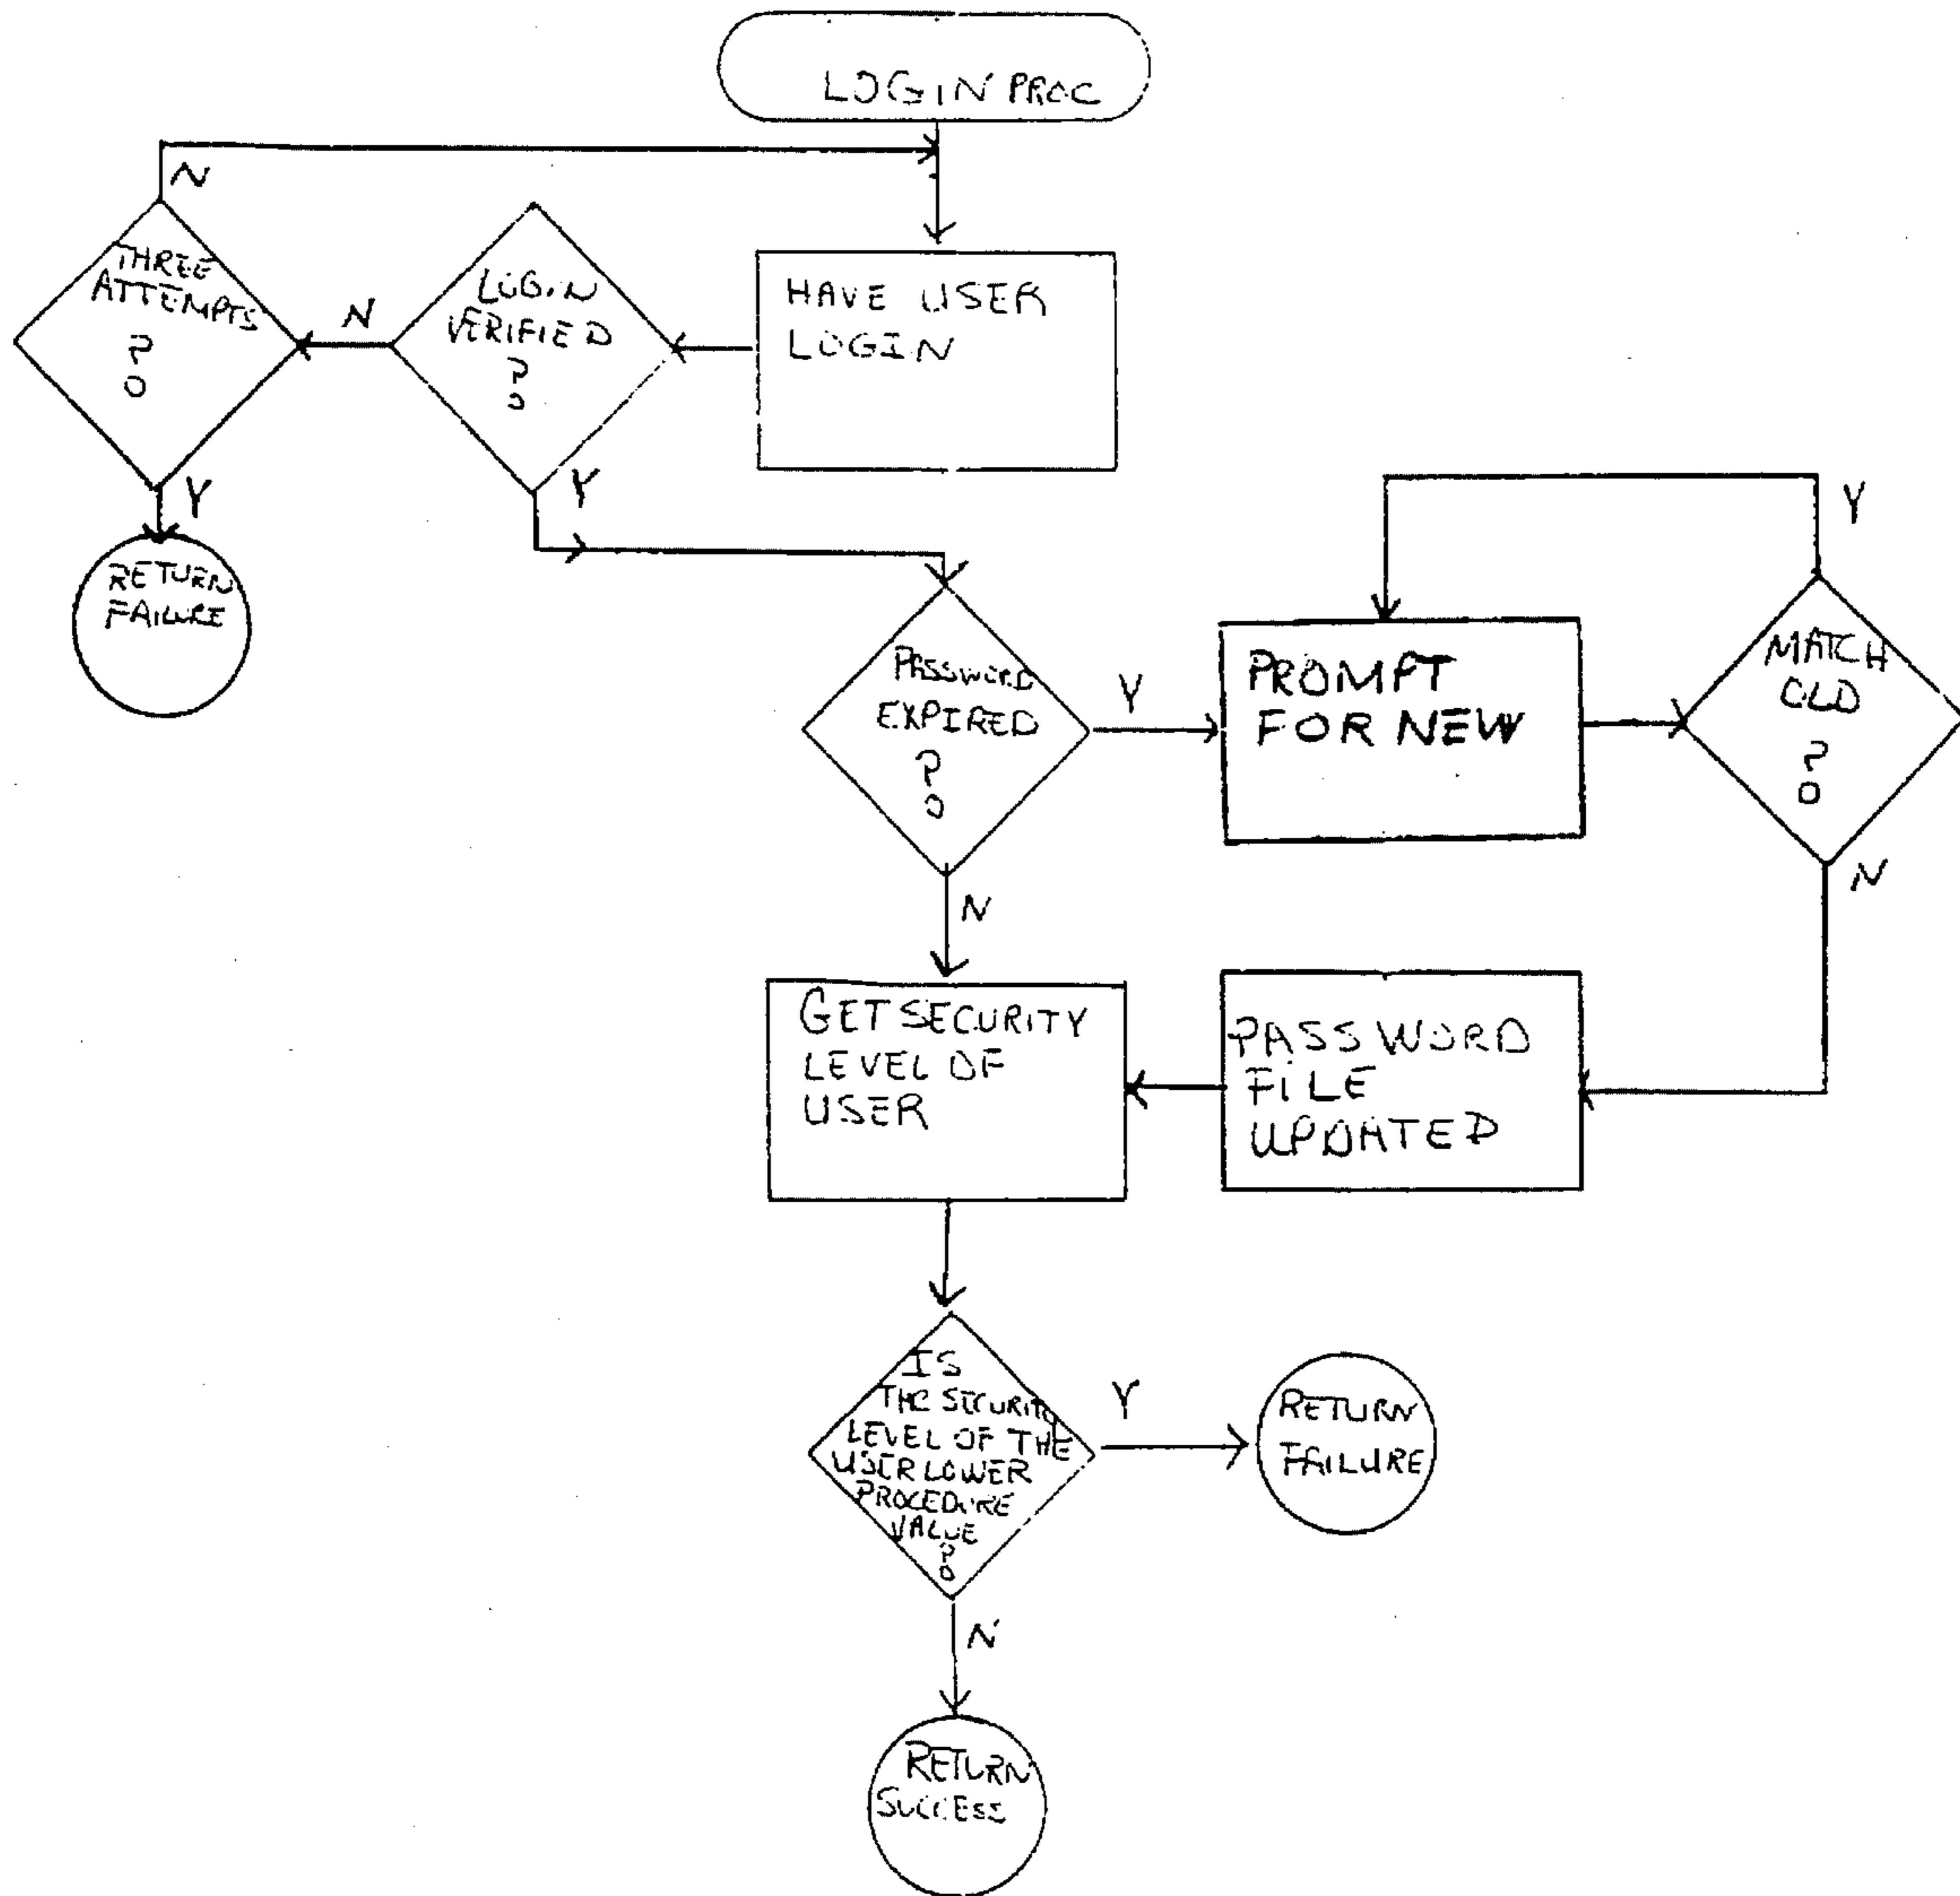 LOGIN PROC
N
THREE
ATTEMPTS
?
N
LOGIN
VERIFIED
?
HAVE USER
LOGIN
Y
Y
RETURN
FAILURE
Y
PASSWORD
EXPIRED
?
Y
PROMPT
FOR NEW
MATCH
OLD
?
N
N
GET SECURITY
LEVEL OF
USER
PASSWORD
FILE
UPDATED
IS
THE SECURITY
LEVEL OF THE
USER LOWER
PROCEDURE
VALUE
?
Y
RETURN
FAILURE
N
RETURN
SUCCESS